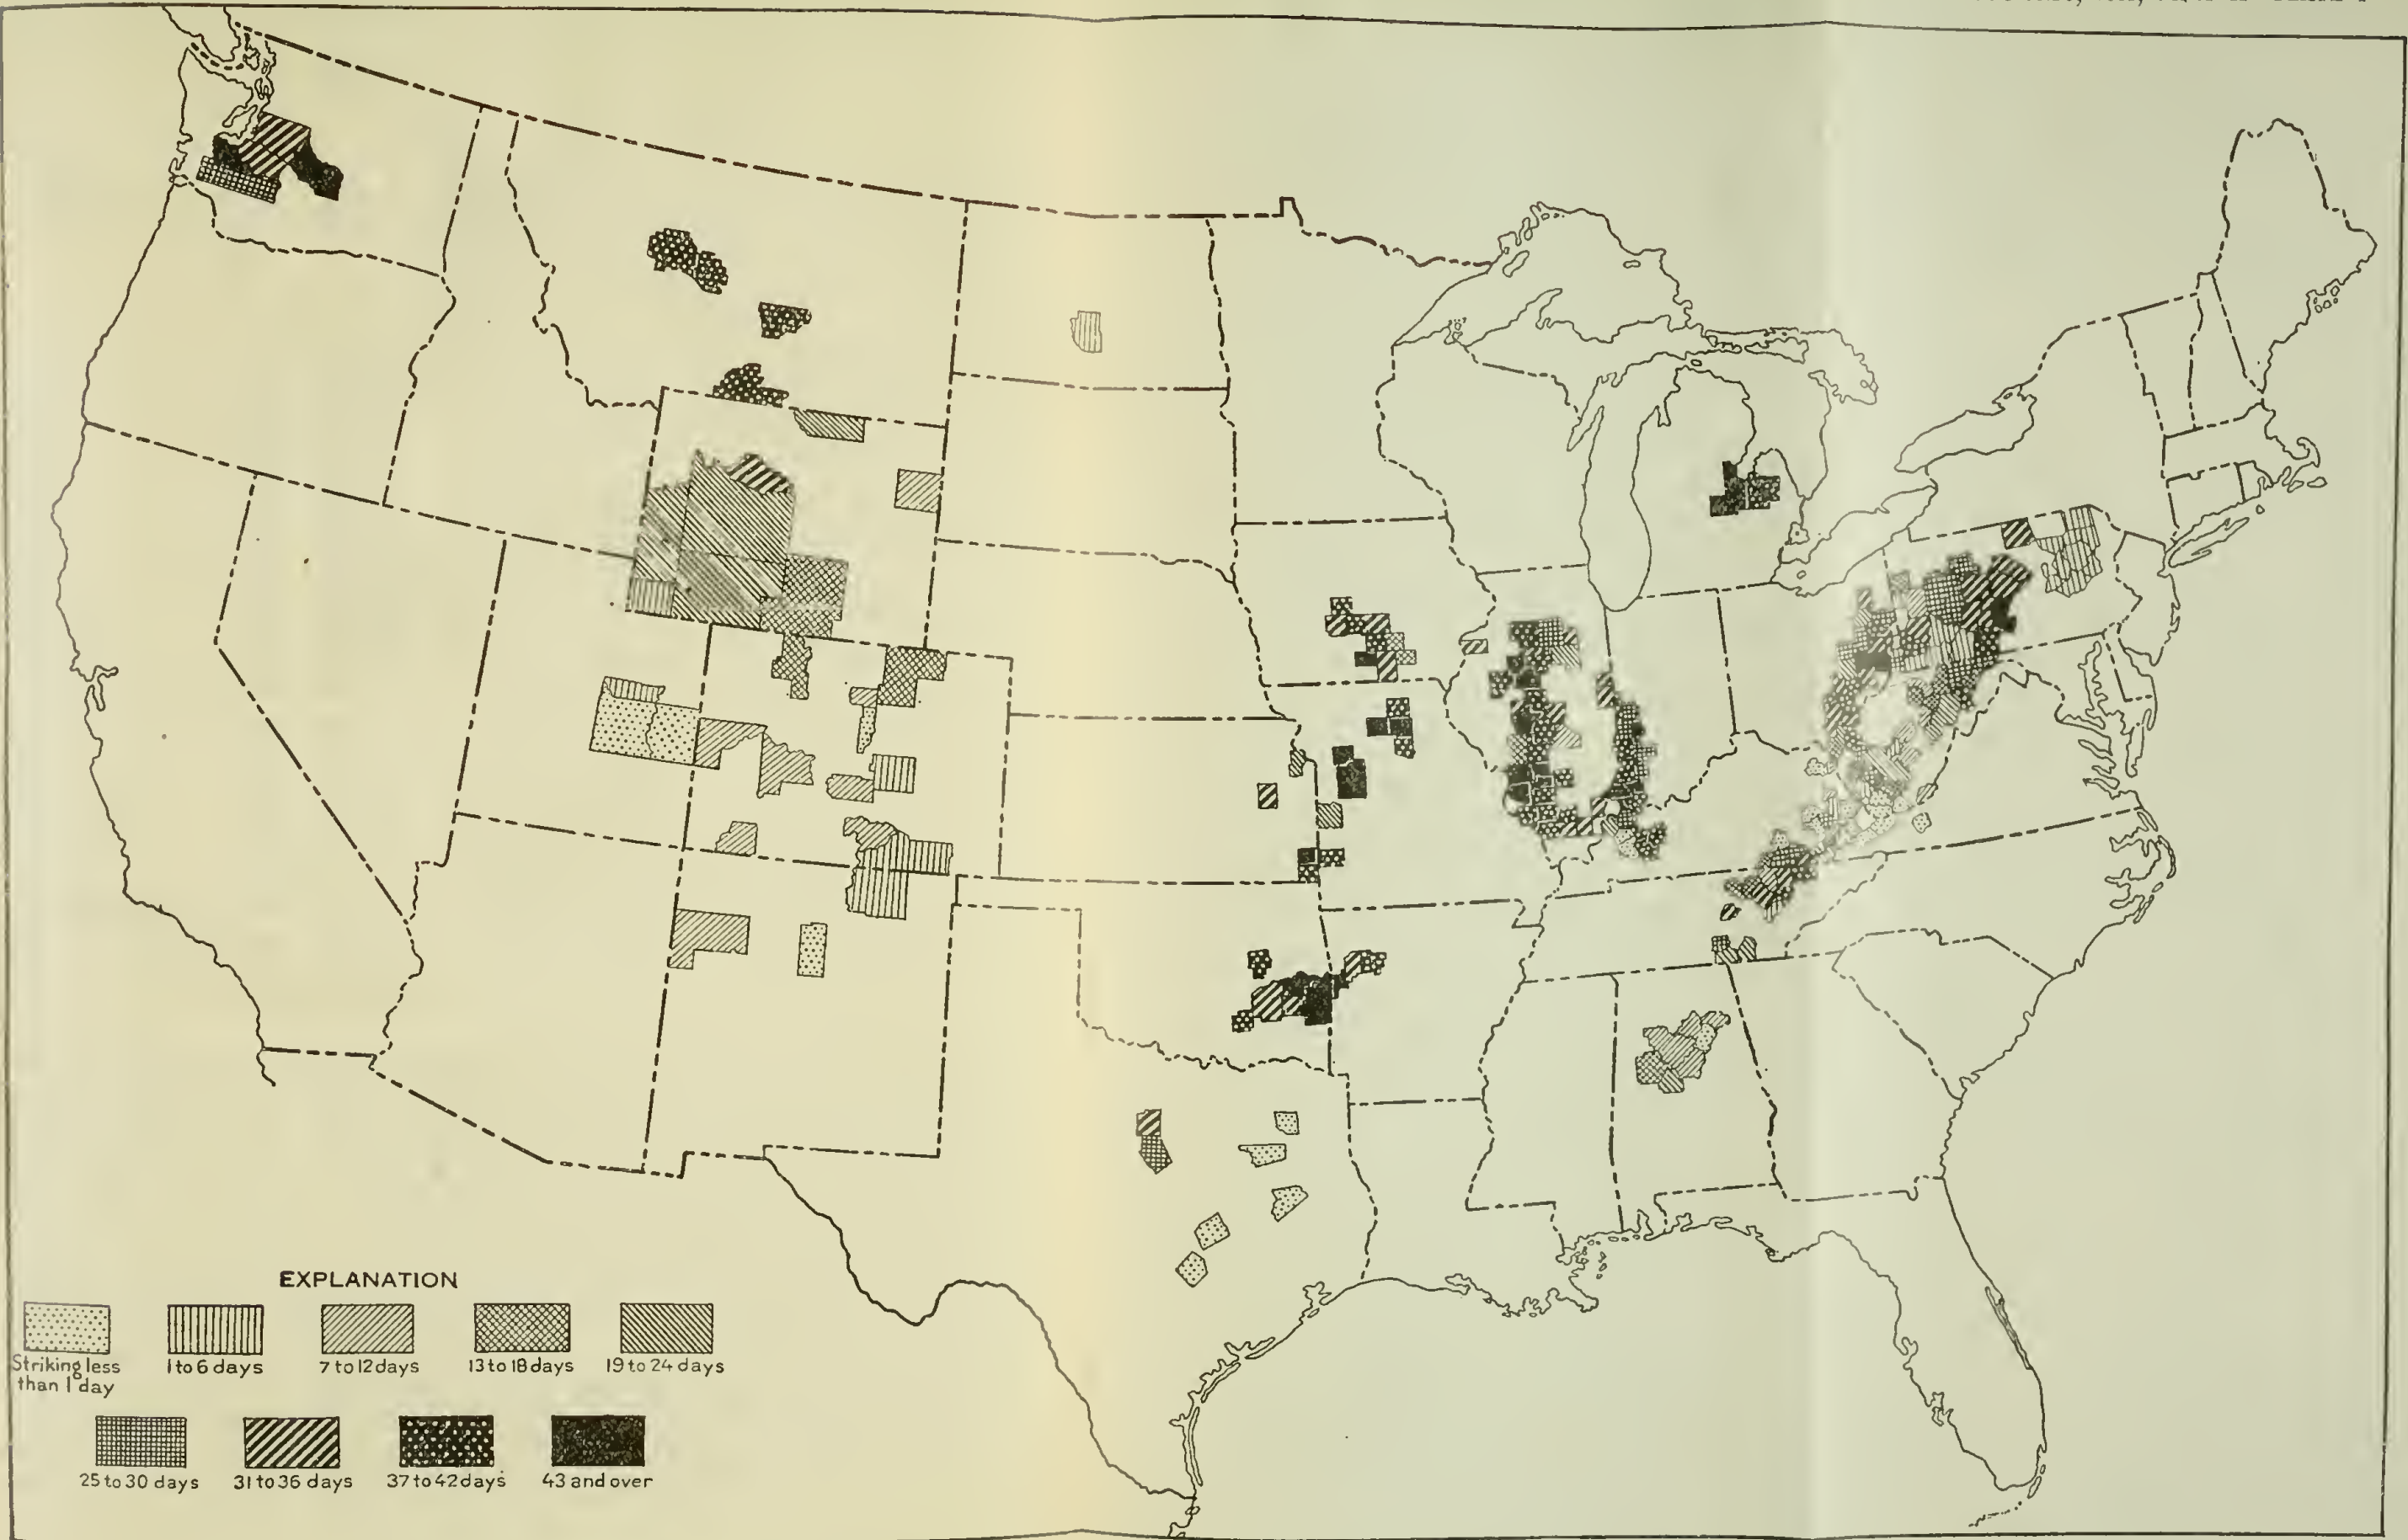 EXPLANATION
Striking less
than 1 day
1 to 6 days
7 to 12 days
13 to 18 days
19 to 24 days
25 to 30 days
31 to 36 days
37 to 42 days
43 and over